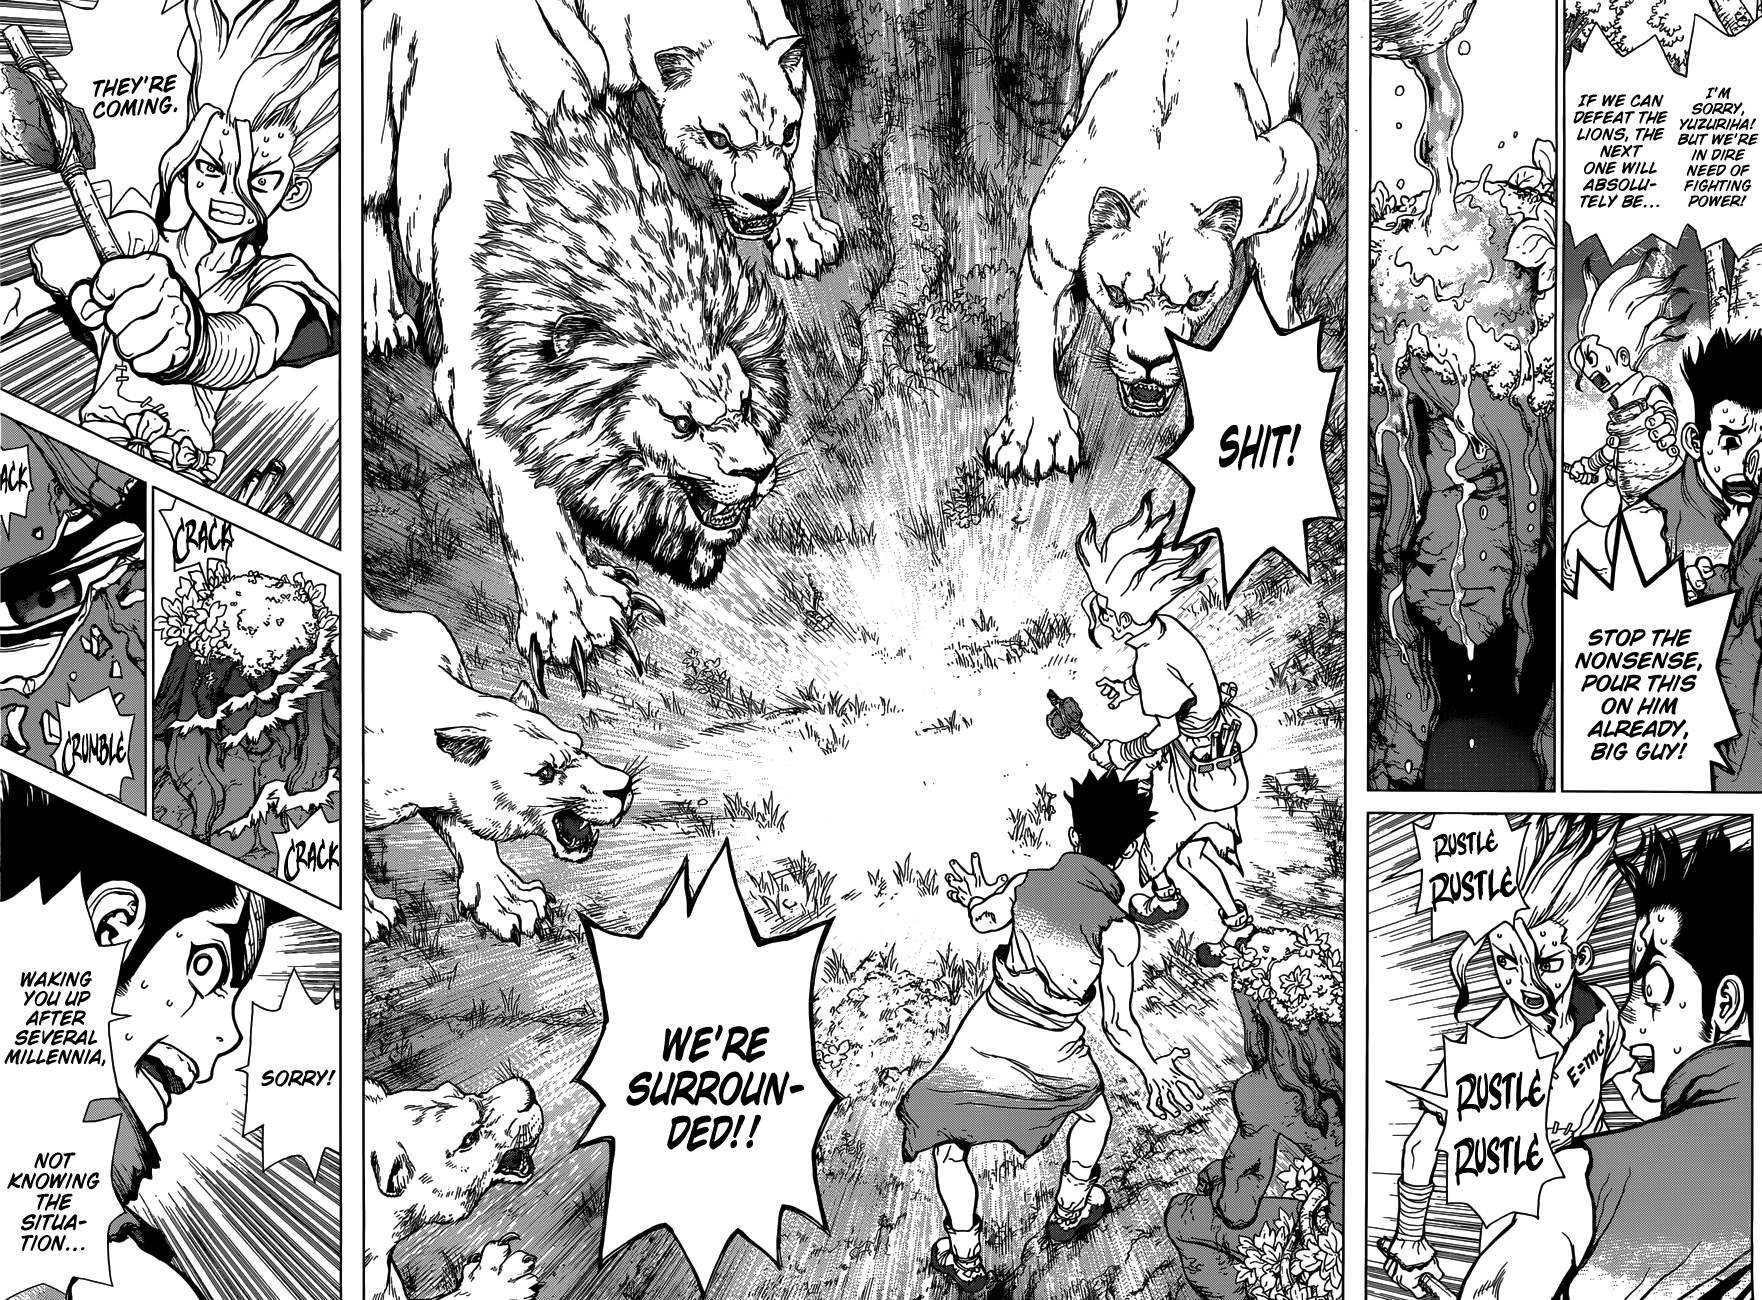 I'M
SORRY,
YUZURIHA!
BUT WE'RE
IN DIRE
NEED OF
FIGHTING
POWER!
IF WE CAN
DEFEAT THE
LIONS, THE
NEXT
ONE WILL
ABSOLU-
TELY BE...
STOP THE
NONSENSE,
POUR THIS
ON HIM
ALREADY,
BIG GUY!
RUSTLE
RUSTLE
E=mc²
RUSTLE
RUSTLE
SHIT!
WE'RE
SURROUN-
DED!!
THEY'RE
COMING.
CRACK
ACK
CRUMBLE
CRACK
SORRY!
WAKING
YOU UP
AFTER
SEVERAL
MILLENNIA,
NOT
KNOWING
THE
SITUA-
TION...